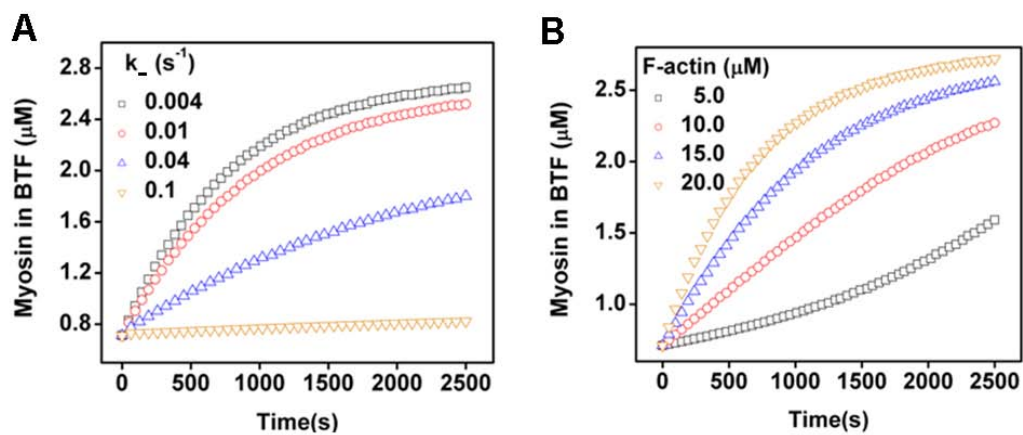 A
k_ (s-1)
0.004
0.01
0.04
0.1
2.8
2.4
2.0
1.6
1.2
0.8
Myosin in BTF (μM)
0 500 1000 1500 2000 2500
Time(s)
B
F-actin (μM)
5.0
10.0
15.0
20.0
2.5
2.0
1.5
1.0
Myosin in BTF (μM)
0 500 1000 1500 2000 2500
Time(s)